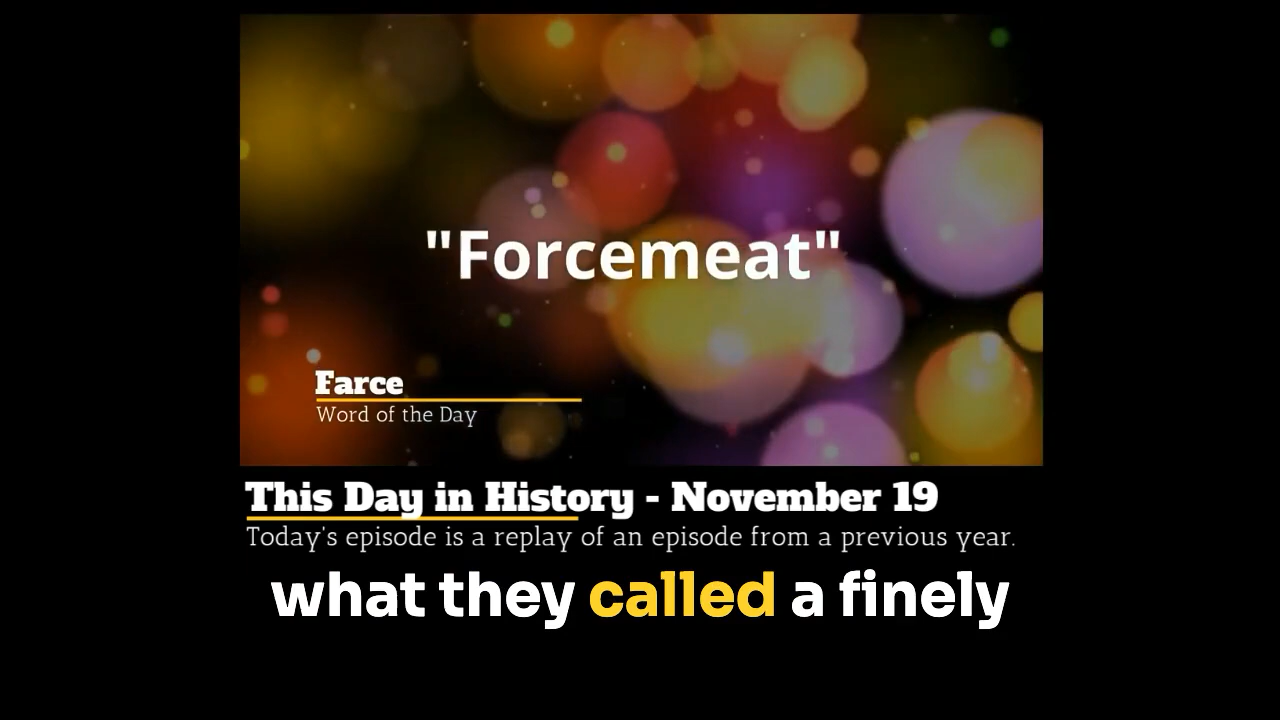 "Forcemeat"
Farce
Word of the Day
This Day in History - November 19
Today's episode is a replay of an episode from a previous year.
what they called a finely